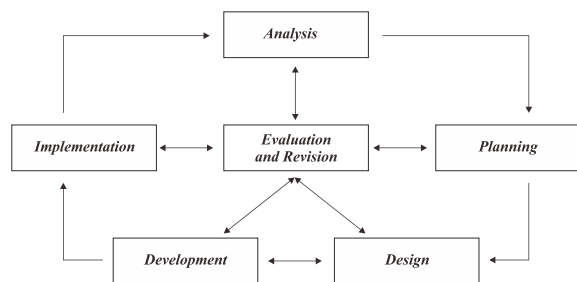 Analysis
Implementation
Evaluation
and Revision
Planning
Development
Design